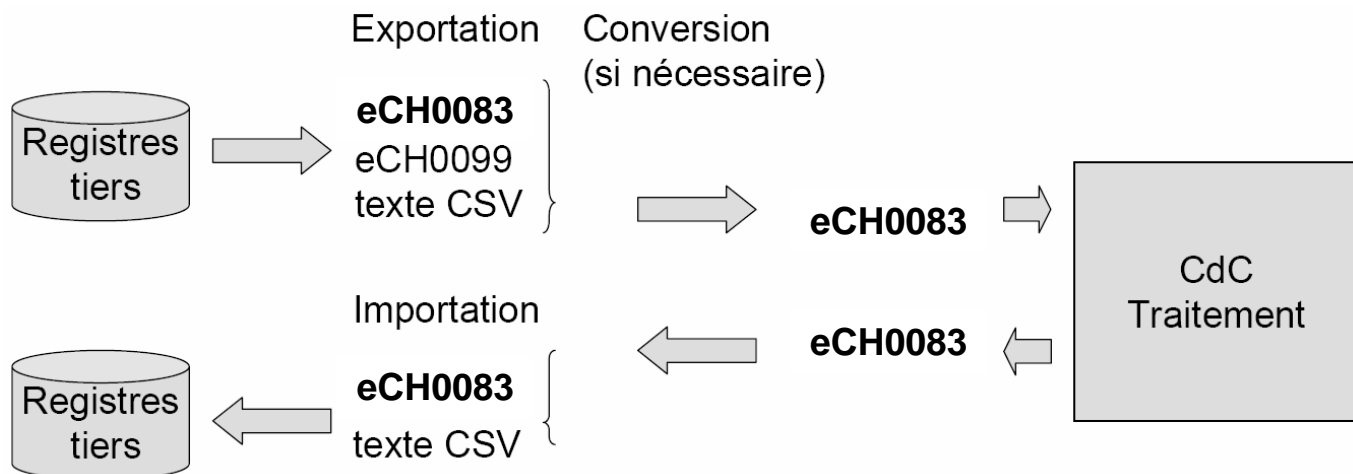 Exportation
Conversion
(si nécessaire)
Registres
tiers
eCH0083
eCH0099
texte CSV
eCH0083
CdC
Traitement
Importation
eCH0083
Registres
tiers
eCH0083
texte CSV